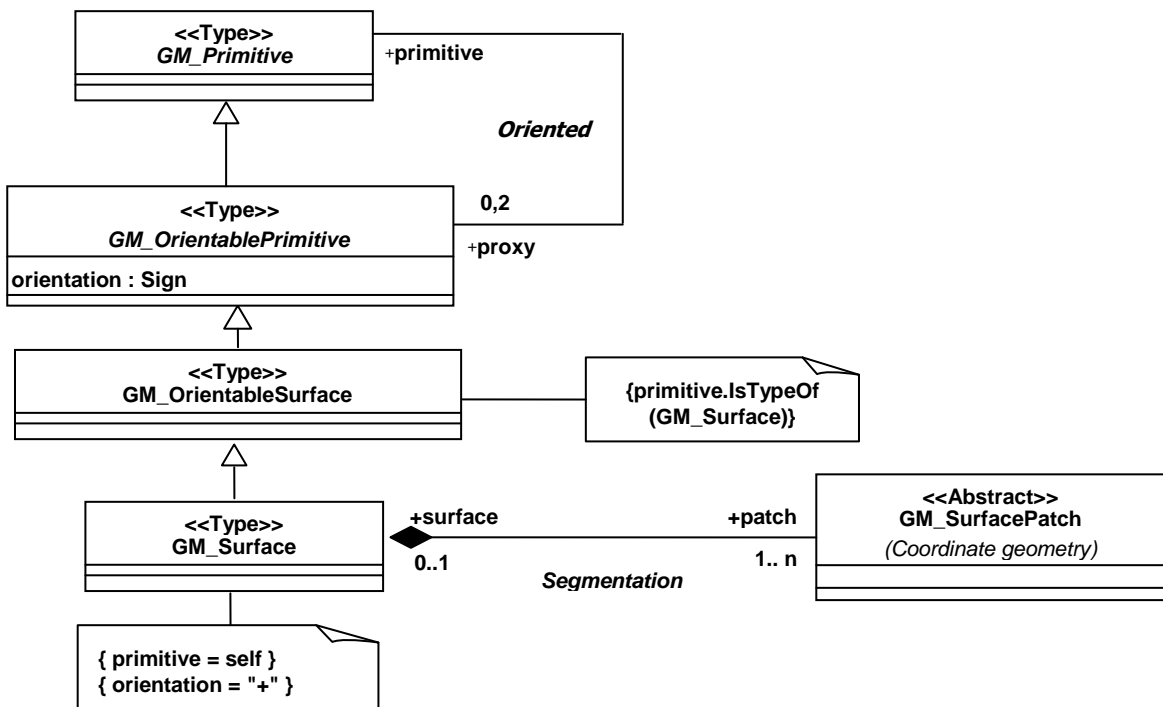 <<Type>>
GM_Primitive
+primitive
Oriented
<<Type>>
GM_OrientablePrimitive
orientation : Sign
0,2
+proxy
<<Type>>
GM_OrientableSurface
{primitive.IsTypeOf
(GM_Surface)}
<<Type>>
GM_Surface
+surface
0..1
Segmentation
+patch
1.. n
<<Abstract>>
GM_SurfacePatch
(Coordinate geometry)
{ primitive = self }
{ orientation = "+" }